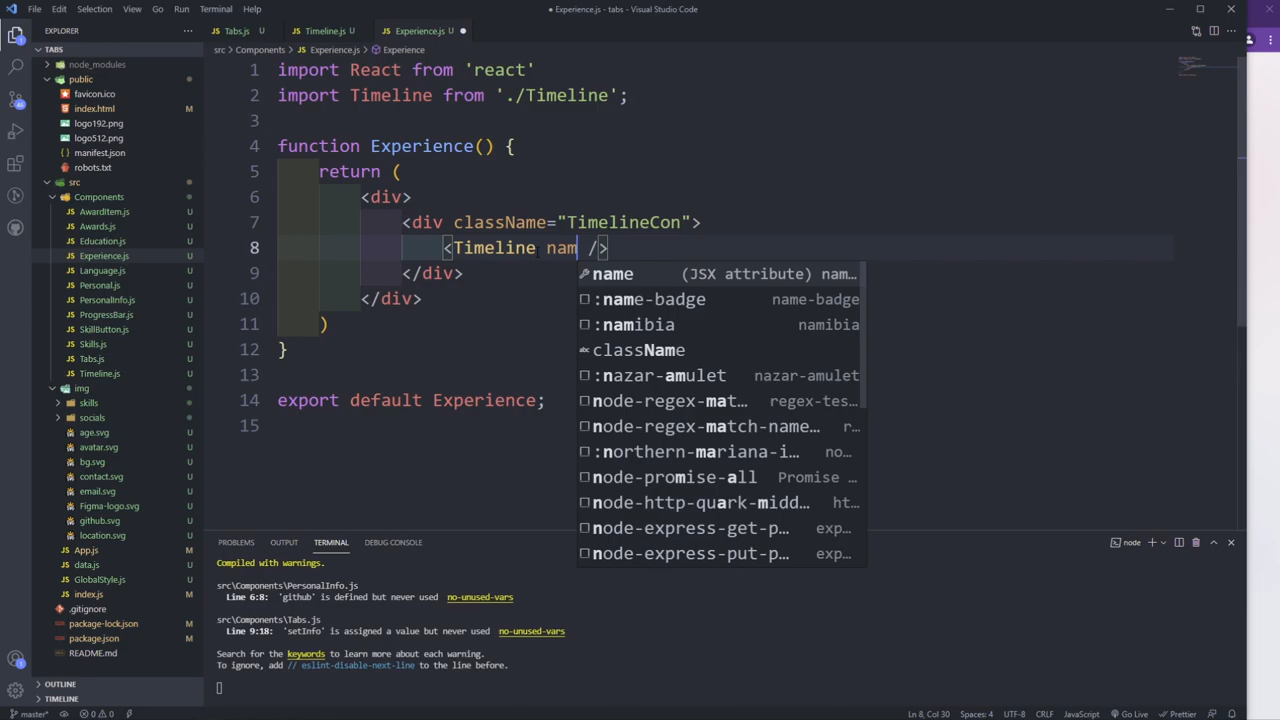 File Edit Selection View Go Run Terminal Help
● Experience.js - tabs - Visual Studio Code
EXPLORER
Tabs.js U
Timeline.js U
Experience.js ●
TABS
src > Components > Experience.js > Experience
node_modules
public
favicon.ico
index.html M
logo192.png
logo512.png
manifest.json
robots.txt
src
Components
AwardItem.js U
Awards.js U
Education.js U
Experience.js U
Language.js U
Personal.js U
PersonalInfo.js U
ProgressBar.js U
SkillButton.js U
Skills.js U
Tabs.js U
Timeline.js U
img
skills
socials
age.svg U
avatar.svg U
bg.svg U
contact.svg U
email.svg U
Figma-logo.svg U
github.svg U
location.svg U
App.js U
data.js U
GlobalStyle.js U
index.js M
.gitignore
package-lock.json M
package.json M
README.md
OUTLINE
TIMELINE
1 import React from 'react'
2 import Timeline from './Timeline';
3
4 function Experience() {
5 return (
6 <div>
7 <div className="TimelineCon">
8 <Timeline nam />
9 </div>
10 </div>
11 )
12 }
13
14 export default Experience;
15
name (JSX attribute) nam…
:name-badge name-badge
:namibia namibia
abc className
:nazar-amulet nazar-amulet
node-regex-mat… regex-tes…
node-regex-match-name… r…
:northern-mariana-i… no…
node-promise-all Promise …
node-http-quark-midd… ht…
node-express-get-p… exp…
node-express-put-p… exp…
PROBLEMS OUTPUT TERMINAL DEBUG CONSOLE
node
Compiled with warnings.
src\Components\PersonalInfo.js
Line 6:8: 'github' is defined but never used no-unused-vars
src\Components\Tabs.js
Line 9:18: 'setInfo' is assigned a value but never used no-unused-vars
Search for the keywords to learn more about each warning.
To ignore, add // eslint-disable-next-line to the line before.
master* 0 0
Ln 8, Col 30 Spaces: 4 UTF-8 CRLF JavaScript Go Live Prettier